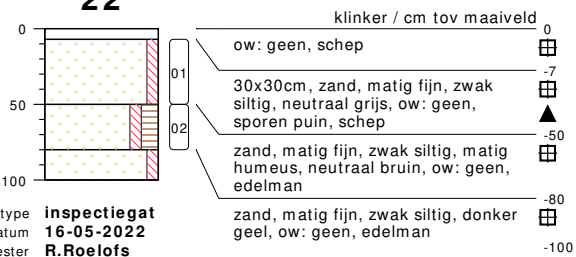 22
klinker / cm tov maaiveld
0
0
ow: geen, schep
-7
30x30cm, zand, matig fijn, zwak
siltig, neutraal grijs, ow: geen,
sporen puin, schep
01
50
-50
02
zand, matig fijn, zwak siltig, matig
humeus, neutraal bruin, ow: geen,
edelman
100
-80
zand, matig fijn, zwak siltig, donker
geel, ow: geen, edelman
-100
type inspectiegat
atum 16-05-2022
ester R.Roelofs